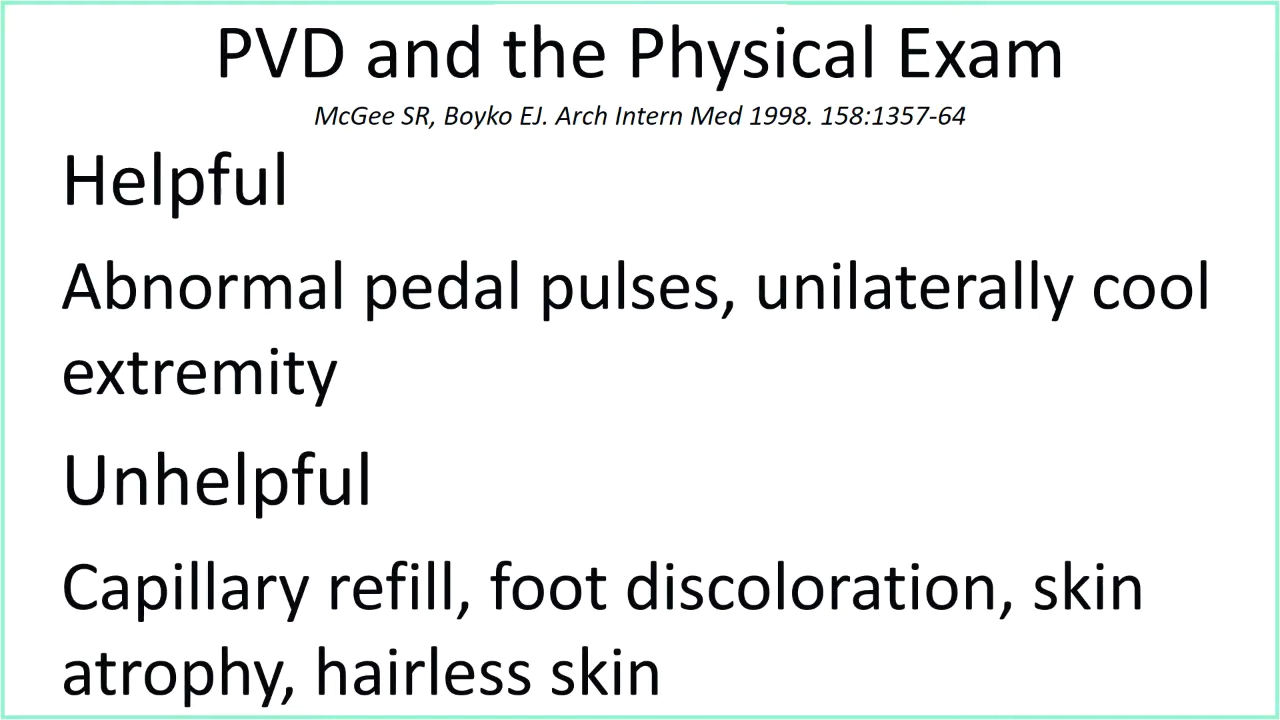 PVD and the Physical Exam
McGee SR, Boyko EJ. Arch Intern Med 1998. 158:1357-64
Helpful
Abnormal pedal pulses, unilaterally cool
extremity
Unhelpful
Capillary refill, foot discoloration, skin
atrophy, hairless skin